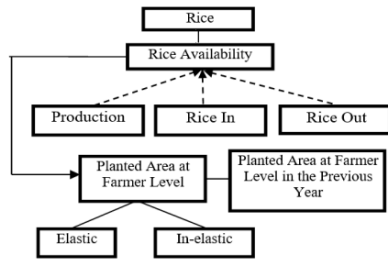 Rice
Rice Availability
Production
Rice In
Rice Out
Planted Area at
Farmer Level
Planted Area at Farmer
Level in the Previous
Year
Elastic
In-elastic